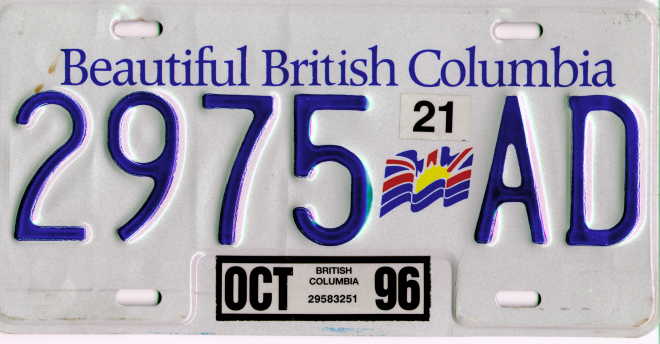 Beautiful British Columbia
2975 AD
21
OCT BRITISH COLUMBIA 29583251 96